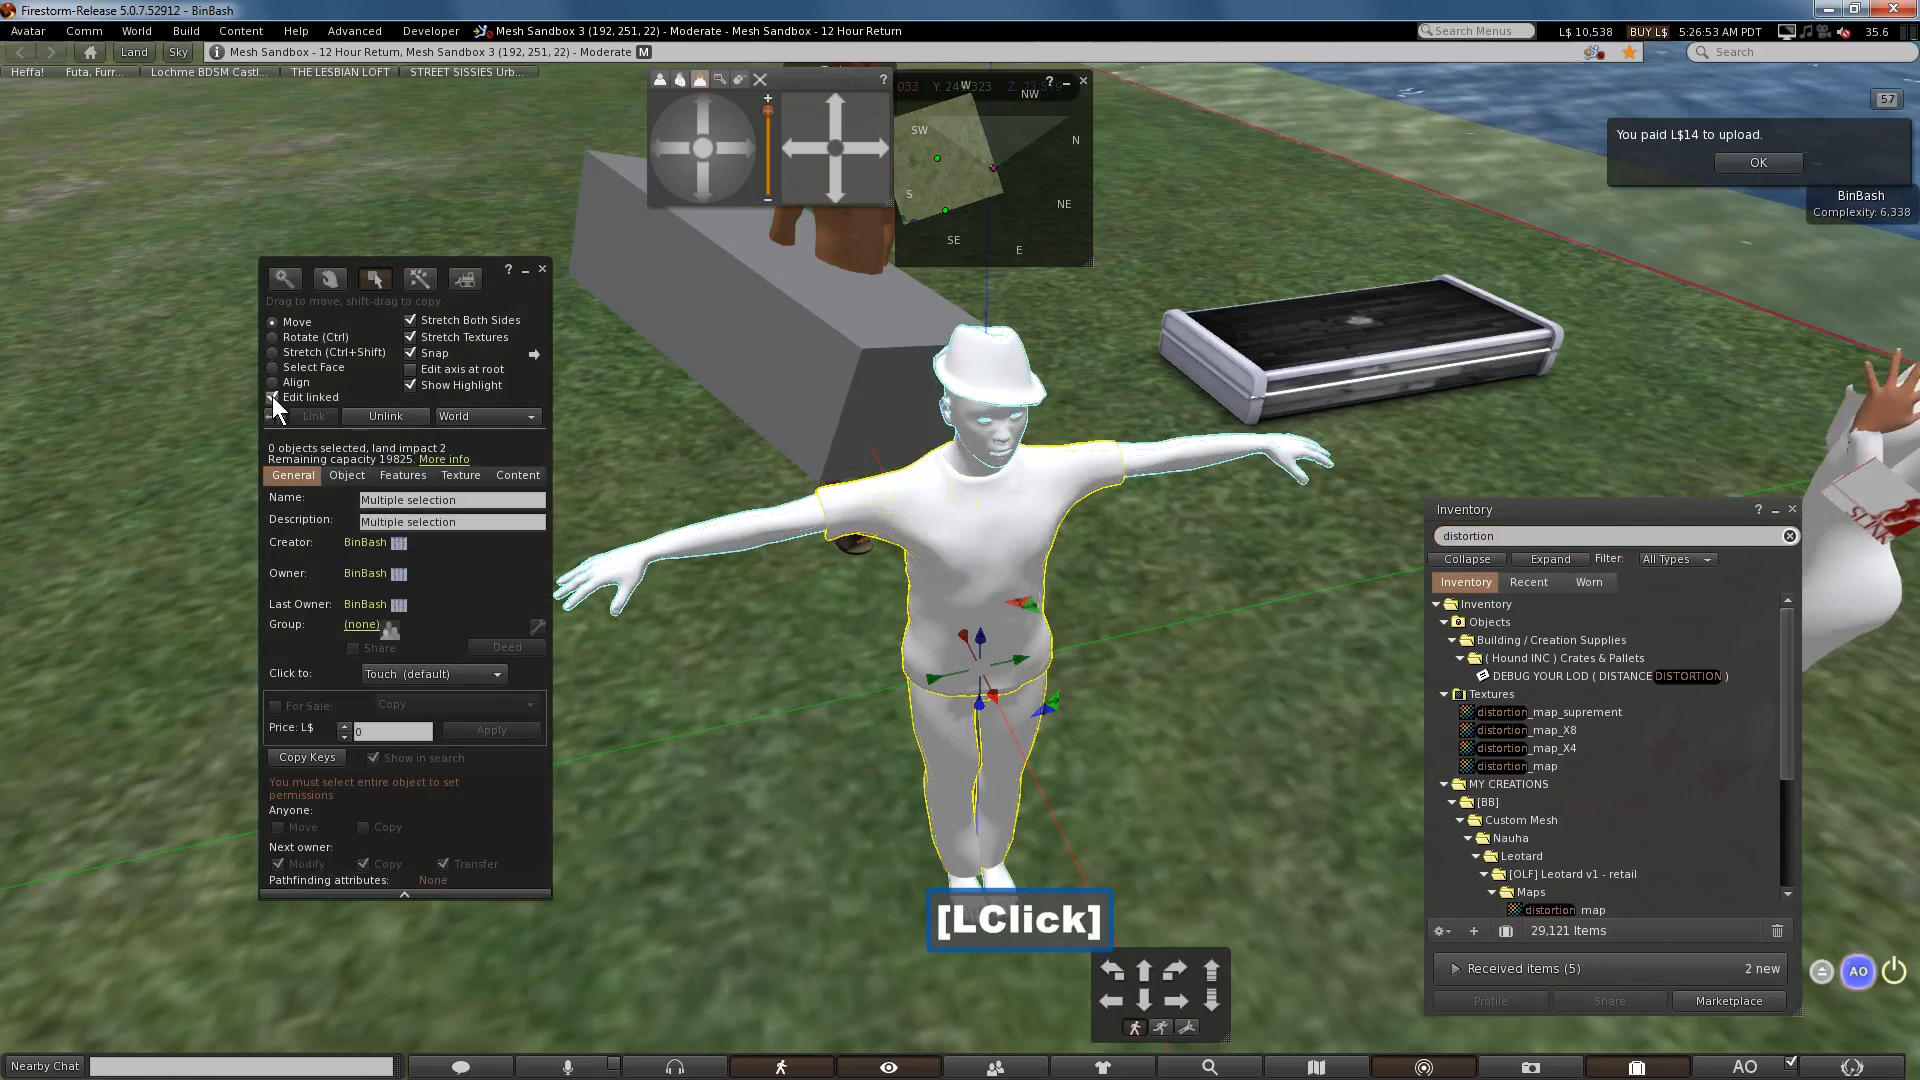 Firestorm-Release 5.0.7.52912 - BinBash
Avatar Comm World Build Content Help Advanced Developer Mesh Sandbox 3 (192, 251, 22) - Moderate - Mesh Sandbox - 12 Hour Return
Search Menus L$ 10,538 BUY L$ 5:26:53 AM PDT 35.6
Land Sky Mesh Sandbox - 12 Hour Return, Mesh Sandbox 3 (192, 251, 22) - Moderate M
Search
Heffa! Futa, Furr... Lochme BDSM Castl... THE LESBIAN LOFT STREET SISSIES Urb...
? ?
W NW N NE E SE S SW
57
You paid L$14 to upload.
OK
BinBash
Complexity: 6,338
?
Drag to move, shift-drag to copy
Move
Rotate (Ctrl)
Stretch (Ctrl+Shift)
Select Face
Align
Edit linked
Stretch Both Sides
Stretch Textures
Snap
Edit axis at root
Show Highlight
Link Unlink World
0 objects selected, land impact 2
Remaining capacity 19825. More info
General Object Features Texture Content
Name: Multiple selection
Description: Multiple selection
Creator: BinBash
Owner: BinBash
Last Owner: BinBash
Group: (none)
Share Deed
Click to: Touch (default)
For Sale: Copy
Price: L$ 0 Apply
Copy Keys Show in search
You must select entire object to set
permissions
Anyone:
Move Copy
Next owner:
Modify Copy Transfer
Pathfinding attributes: None
[LClick]
Inventory ?
distortion
Collapse Expand Filter: All Types
Inventory Recent Worn
Inventory
Objects
Building / Creation Supplies
( Hound INC ) Crates & Pallets
DEBUG YOUR LOD ( DISTANCE DISTORTION )
Textures
distortion_map_suprement
distortion_map_X8
distortion_map_X4
distortion_map
MY CREATIONS
[BB]
Custom Mesh
Nauha
Leotard
[OLF] Leotard v1 - retail
Maps
distortion map
29,121 Items
Received items (5) 2 new
Profile Share Marketplace
AO
Nearby Chat
AO